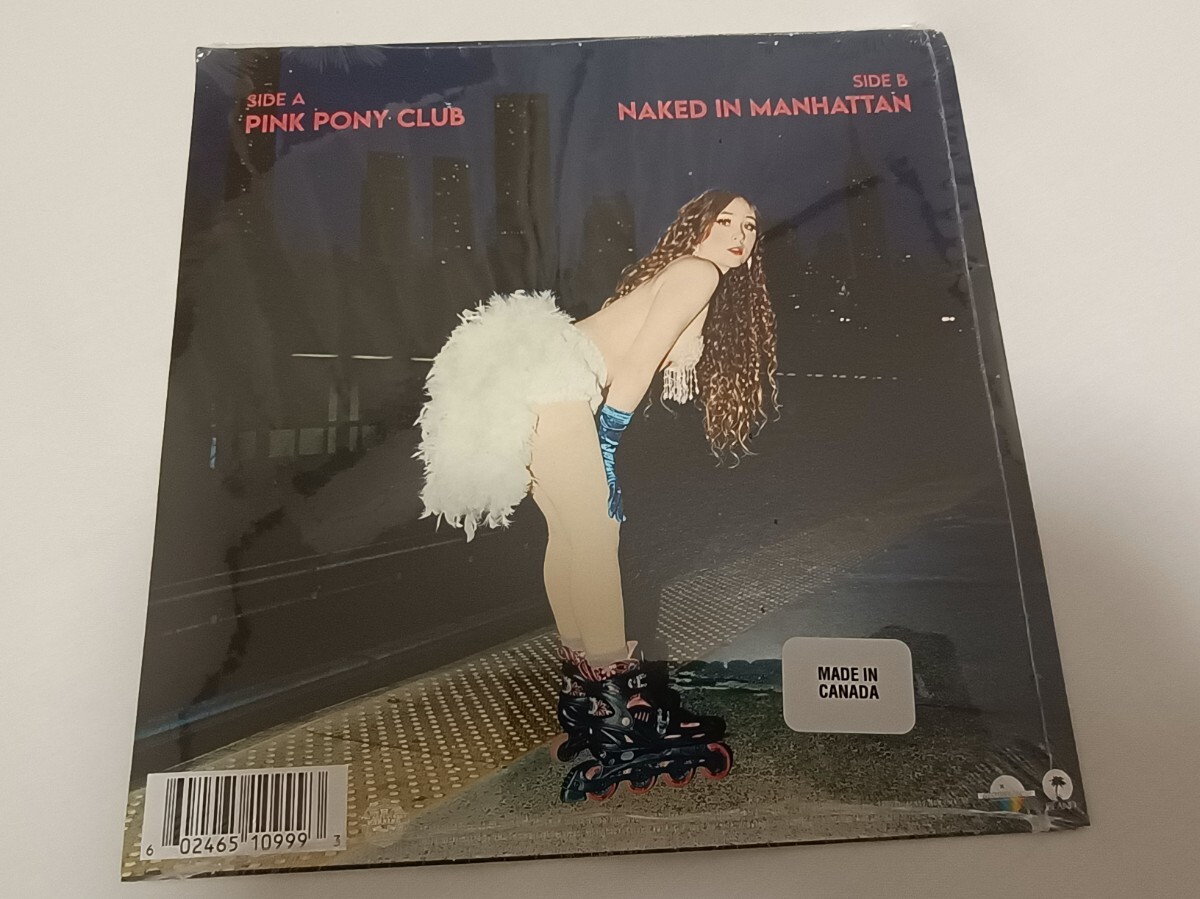 SIDE A
PINK PONY CLUB
SIDE B
NAKED IN MANHATTAN
MADE IN
CANADA
6 02465 10999 3